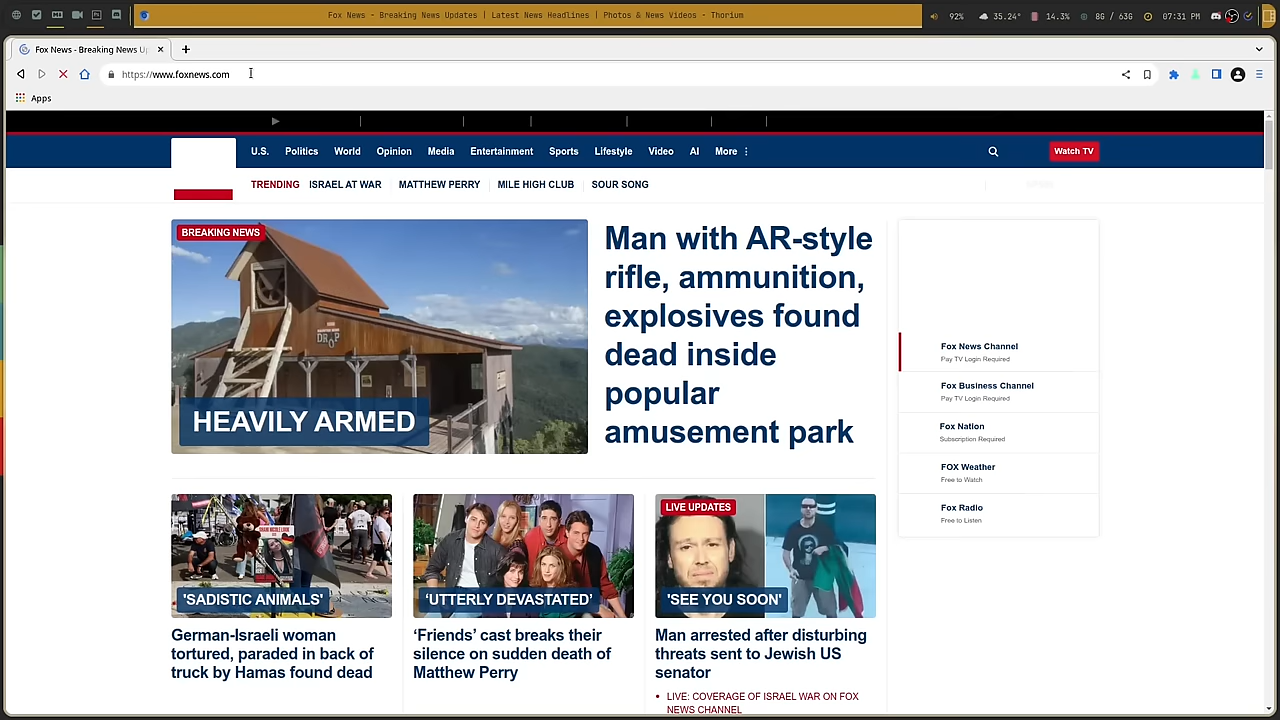 Fox News - Breaking News Updates | Latest News Headlines | Photos & News Videos - Thorium
92%
35.24°
14.3%
8G / 63G
07:31 PM
Fox News - Breaking News Up
https://www.foxnews.com
Apps
U.S.
Politics
World
Opinion
Media
Entertainment
Sports
Lifestyle
Video
AI
More
Watch TV
TRENDING
ISRAEL AT WAR
MATTHEW PERRY
MILE HIGH CLUB
SOUR SONG
BREAKING NEWS
DROP
HEAVILY ARMED
Man with AR-style
rifle, ammunition,
explosives found
dead inside
popular
amusement park
Fox News Channel
Pay TV Login Required
Fox Business Channel
Pay TV Login Required
Fox Nation
Subscription Required
FOX Weather
Free to Watch
Fox Radio
Free to Listen
'SADISTIC ANIMALS'
German-Israeli woman
tortured, paraded in back of
truck by Hamas found dead
‘UTTERLY DEVASTATED’
‘Friends’ cast breaks their
silence on sudden death of
Matthew Perry
LIVE UPDATES
'SEE YOU SOON'
Man arrested after disturbing
threats sent to Jewish US
senator
• LIVE: COVERAGE OF ISRAEL WAR ON FOX
NEWS CHANNEL